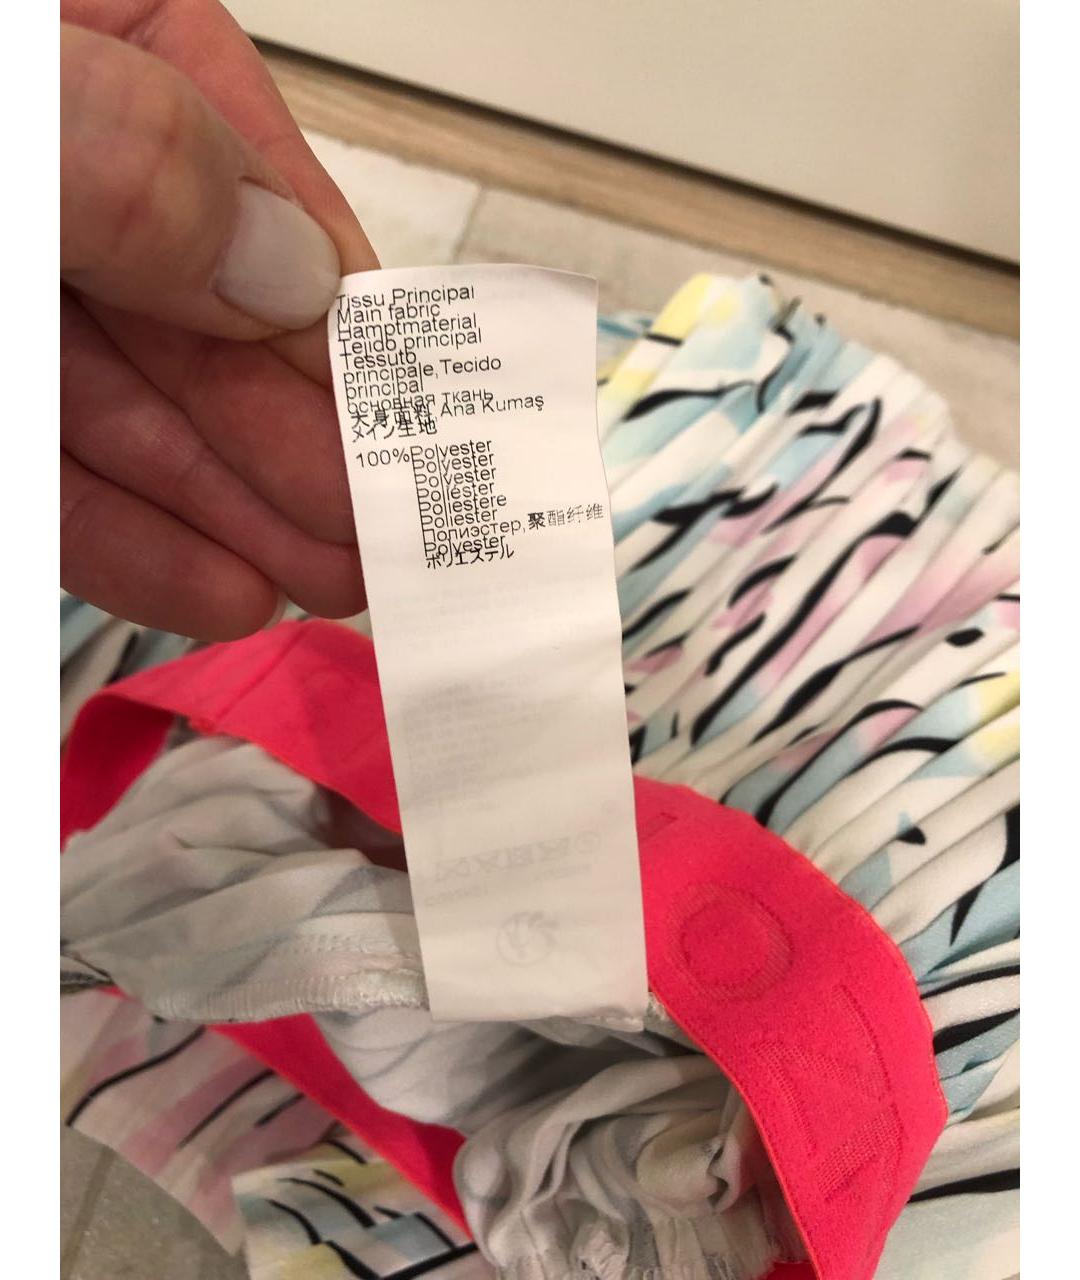 Tissu Principal
Main fabric
Hamptmaterial
Tejido principal
Tessuto
principale,Tecido
principal
основная ткань
大身面料, Ana Kumaş
メイン生地
100%Polyester
Polyester
Polyester
Poliéster
Poliestere
Poliester
Полиэстер,聚酯纤维
Polyester
ポリエステル